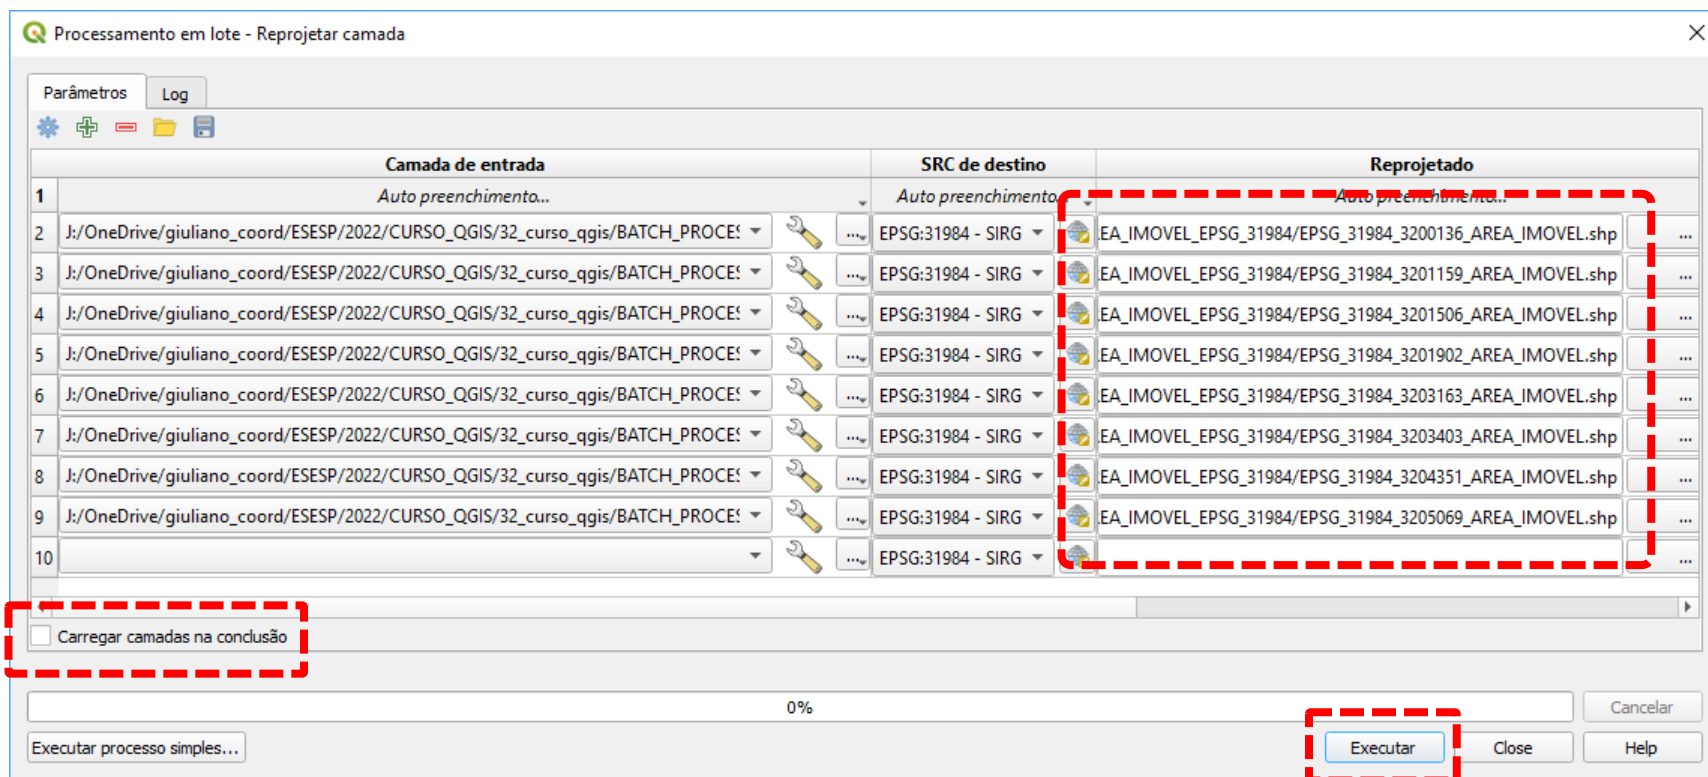 Processamento em lote - Reprojetar camada
Parâmetros Log
Camada de entrada SRC de destino Reprojetado
1 Auto preenchimento... Auto preenchimento... Auto preenchimento...
2 J:/OneDrive/giuliano_coord/ESESP/2022/CURSO_QGIS/32_curso_qgis/BATCH_PROCES ... EPSG:31984 - SIRG EA_IMOVEL_EPSG_31984/EPSG_31984_3200136_AREA_IMOVEL.shp ...
3 J:/OneDrive/giuliano_coord/ESESP/2022/CURSO_QGIS/32_curso_qgis/BATCH_PROCES ... EPSG:31984 - SIRG EA_IMOVEL_EPSG_31984/EPSG_31984_3201159_AREA_IMOVEL.shp ...
4 J:/OneDrive/giuliano_coord/ESESP/2022/CURSO_QGIS/32_curso_qgis/BATCH_PROCES ... EPSG:31984 - SIRG EA_IMOVEL_EPSG_31984/EPSG_31984_3201506_AREA_IMOVEL.shp ...
5 J:/OneDrive/giuliano_coord/ESESP/2022/CURSO_QGIS/32_curso_qgis/BATCH_PROCES ... EPSG:31984 - SIRG EA_IMOVEL_EPSG_31984/EPSG_31984_3201902_AREA_IMOVEL.shp ...
6 J:/OneDrive/giuliano_coord/ESESP/2022/CURSO_QGIS/32_curso_qgis/BATCH_PROCES ... EPSG:31984 - SIRG EA_IMOVEL_EPSG_31984/EPSG_31984_3203163_AREA_IMOVEL.shp ...
7 J:/OneDrive/giuliano_coord/ESESP/2022/CURSO_QGIS/32_curso_qgis/BATCH_PROCES ... EPSG:31984 - SIRG EA_IMOVEL_EPSG_31984/EPSG_31984_3203403_AREA_IMOVEL.shp ...
8 J:/OneDrive/giuliano_coord/ESESP/2022/CURSO_QGIS/32_curso_qgis/BATCH_PROCES ... EPSG:31984 - SIRG EA_IMOVEL_EPSG_31984/EPSG_31984_3204351_AREA_IMOVEL.shp ...
9 J:/OneDrive/giuliano_coord/ESESP/2022/CURSO_QGIS/32_curso_qgis/BATCH_PROCES ... EPSG:31984 - SIRG EA_IMOVEL_EPSG_31984/EPSG_31984_3205069_AREA_IMOVEL.shp ...
10 ... EPSG:31984 - SIRG ...
Carregar camadas na conclusão
0% Cancelar
Executar processo simples... Executar Close Help